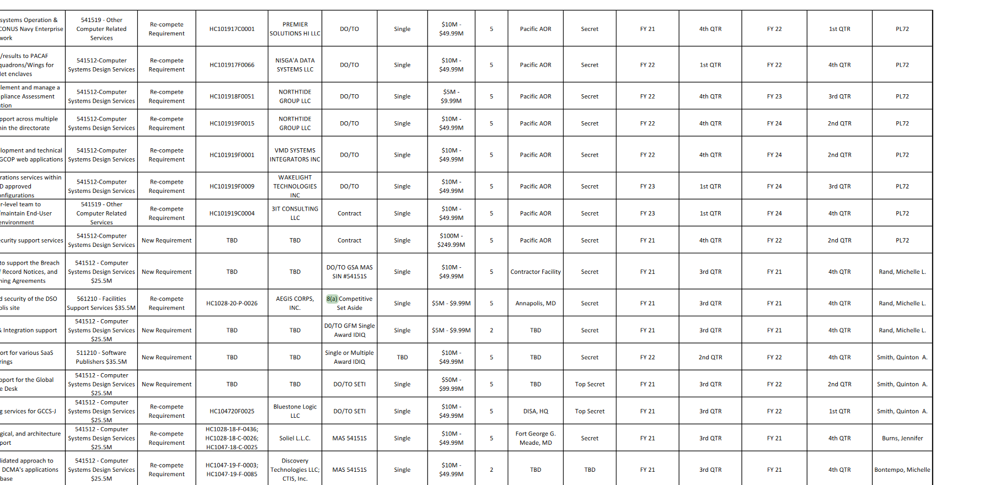 systems Operation &
CONUS Navy Enterprise
work
541519 - Other
Computer Related
Services
Re-compete
Requirement
HC101917C0001
PREMIER
SOLUTIONS HI LLC
DO/TO
Single
$10M -
$49.99M
5
Pacific AOR
Secret
FY 21
4th QTR
FY 22
1st QTR
PL72
/results to PACAF
quadrons/Wings for
Net enclaves
541512-Computer
Systems Design Services
Re-compete
Requirement
HC101917F0066
NISGA'A DATA
SYSTEMS LLC
DO/TO
Single
$10M -
$49.99M
5
Pacific AOR
Secret
FY 22
1st QTR
FY 22
4th QTR
PL72
lement and manage a
pliance Assessment
ution
541512-Computer
Systems Design Services
Re-compete
Requirement
HC101918F0051
NORTHTIDE
GROUP LLC
DO/TO
Single
$5M -
$9.99M
5
Pacific AOR
Secret
FY 22
4th QTR
FY 23
3rd QTR
PL72
pport across multiple
hin the directorate
541512-Computer
Systems Design Services
Re-compete
Requirement
HC101919F0015
NORTHTIDE
GROUP LLC
DO/TO
Single
$10M -
$49.99M
5
Pacific AOR
Secret
FY 22
4th QTR
FY 24
2nd QTR
PL72
lopment and technical
GCOP web applications
541512-Computer
Systems Design Services
Re-compete
Requirement
HC101919F0001
VMD SYSTEMS
INTEGRATORS INC
DO/TO
Single
$10M -
$49.99M
5
Pacific AOR
Secret
FY 22
4th QTR
FY 24
2nd QTR
PL72
rations services within
D approved
onfigurations
541512-Computer
Systems Design Services
Re-compete
Requirement
HC101919F0009
WAKELIGHT
TECHNOLOGIES
INC
DO/TO
Single
$10M -
$49.99M
5
Pacific AOR
Secret
FY 23
1st QTR
FY 24
3rd QTR
PL72
r-level team to
/maintain End-User
environment
541519 - Other
Computer Related
Services
Re-compete
Requirement
HC101919C0004
3IT CONSULTING
LLC
Contract
Single
$10M -
$49.99M
5
Pacific AOR
Secret
FY 23
1st QTR
FY 24
4th QTR
PL72
ecurity support services
541512-Computer
Systems Design Services
New Requirement
TBD
TBD
Contract
Single
$100M -
$249.99M
5
Pacific AOR
Secret
FY 21
4th QTR
FY 22
2nd QTR
PL72
to support the Breach
f Record Notices, and
hing Agreements
541512 - Computer
Systems Design Services
$25.5M
New Requirement
TBD
TBD
DO/TO GSA MAS
SIN #54151S
Single
$10M -
$49.99M
5
Contractor Facility
Secret
FY 21
3rd QTR
FY 21
4th QTR
Rand, Michelle L.
d security of the DSO
olis site
561210 - Facilities
Support Services $35.5M
Re-compete
Requirement
HC1028-20-P-0026
AEGIS CORPS,
INC.
8(a) Competitive
Set Aside
Single
$5M - $9.99M
5
Annapolis, MD
Secret
FY 21
3rd QTR
FY 21
4th QTR
Rand, Michelle L.
& Integration support
541512 - Computer
Systems Design Services
$25.5M
New Requirement
TBD
TBD
D0/TO GFM Single
Award IDIQ
Single
$5M - $9.99M
2
TBD
Secret
FY 21
3rd QTR
FY 21
4th QTR
Rand, Michelle L.
ort for various SaaS
rings
511210 - Software
Publishers $35.5M
New Requirement
TBD
TBD
Single or Multiple
Award IDIQ
TBD
$10M -
$49.99M
5
TBD
Secret
FY 22
2nd QTR
FY 22
4th QTR
Smith, Quinton  A.
pport for the Global
e Desk
541512 - Computer
Systems Design Services
$25.5M
New Requirement
TBD
TBD
DO/TO SETI
Single
$50M -
$99.99M
5
TBD
Top Secret
FY 21
3rd QTR
FY 22
2nd QTR
Smith, Quinton  A.
g services for GCCS-J
541512 - Computer
Systems Design Services
$25.5M
Re-compete
Requirement
HC104720F0025
Bluestone Logic
LLC
DO/TO SETI
Single
$10M -
$49.99M
5
DISA, HQ
Top Secret
FY 21
3rd QTR
FY 22
1st QTR
Smith, Quinton  A.
gical, and architecture
port
541512 - Computer
Systems Design Services
$25.5M
Re-compete
Requirement
HC1028-18-F-0436;
HC1028-18-C-0026;
HC1047-18-C-0025
Soliel L.L.C.
MAS 54151S
Single
$10M -
$49.99M
5
Fort George G.
Meade, MD
Secret
FY 21
3rd QTR
FY 21
4th QTR
Burns, Jennifer
lidated approach to
DCMA's applications
base
541512 - Computer
Systems Design Services
$25.5M
Re-compete
Requirement
HC1047-19-F-0003;
HC1047-19-F-0085
Discovery
Technologies LLC;
CTIS, Inc.
MAS 54151S
Single
$10M -
$49.99M
2
TBD
TBD
FY 21
3rd QTR
FY 21
4th QTR
Bontempo, Michelle